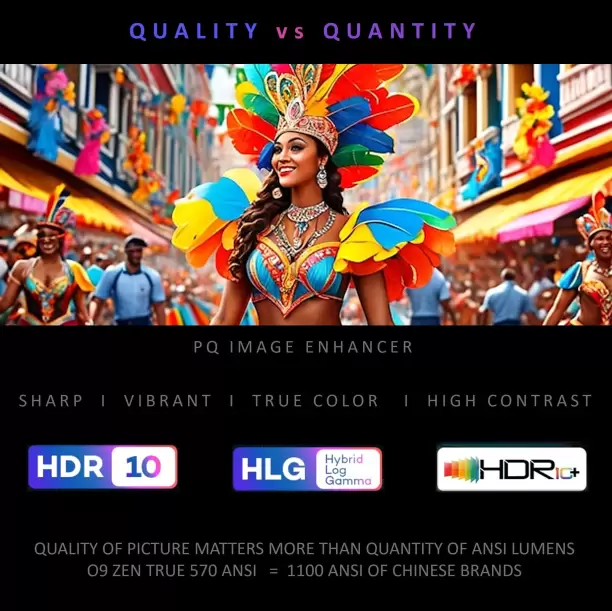 QUALITY vs QUANTITY
PQ IMAGE ENHANCER
SHARP I VIBRANT I TRUE COLOR I HIGH CONTRAST
HDR 10
HLG Hybrid
Log
Gamma
HDR10+
QUALITY OF PICTURE MATTERS MORE THAN QUANTITY OF ANSI LUMENS
O9 ZEN TRUE 570 ANSI = 1100 ANSI OF CHINESE BRANDS